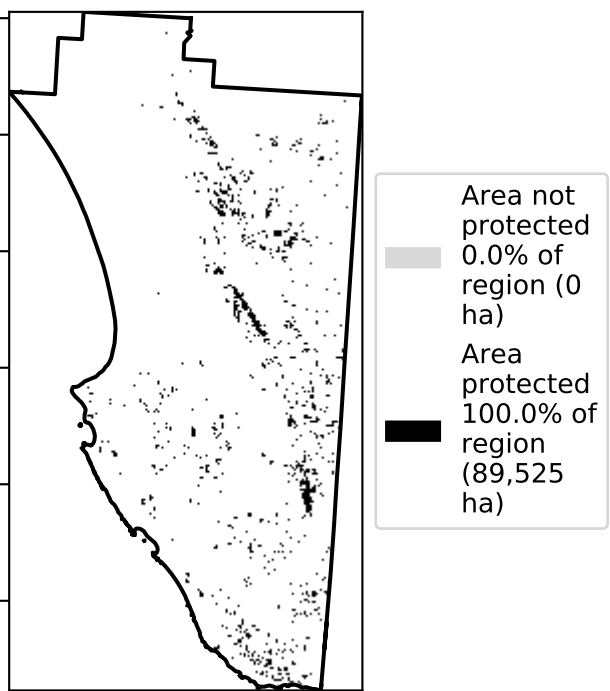 Area not
protected
0.0% of
region (0
ha)
Area
protected
100.0% of
region
(89,525
ha)